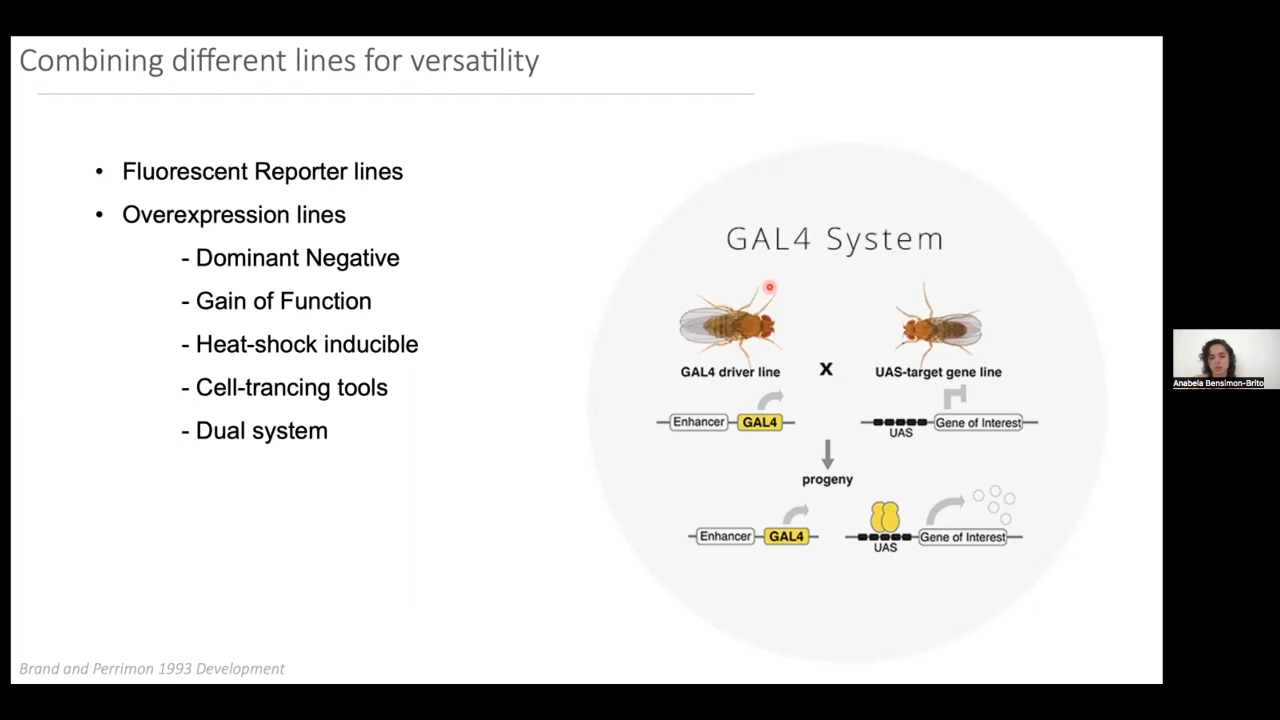 Combining different lines for versatility
• Fluorescent Reporter lines
• Overexpression lines
- Dominant Negative
- Gain of Function
- Heat-shock inducible
- Cell-trancing tools
- Dual system
GAL4 System
GAL4 driver line
x
UAS-target gene line
Enhancer GAL4
UAS Gene of Interest
progeny
Enhancer GAL4
UAS Gene of Interest
Brand and Perrimon 1993 Development
Anabela Bensimon-Brito